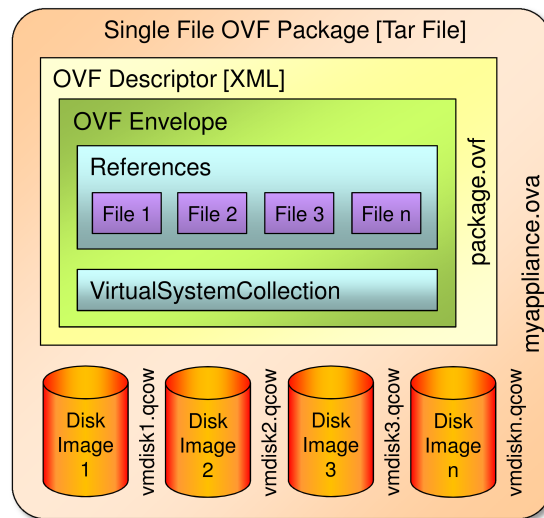 Single File OVF Package [Tar File]
OVF Descriptor [XML]
OVF Envelope
References
File 1
File 2
File 3
File n
VirtualSystemCollection
package.ovf
myappliance.ova
Disk
Image
1
vmdisk1.qcow
Disk
Image
2
vmdisk2.qcow
Disk
Image
3
vmdisk3.qcow
Disk
Image
n
vmdiskn.qcow